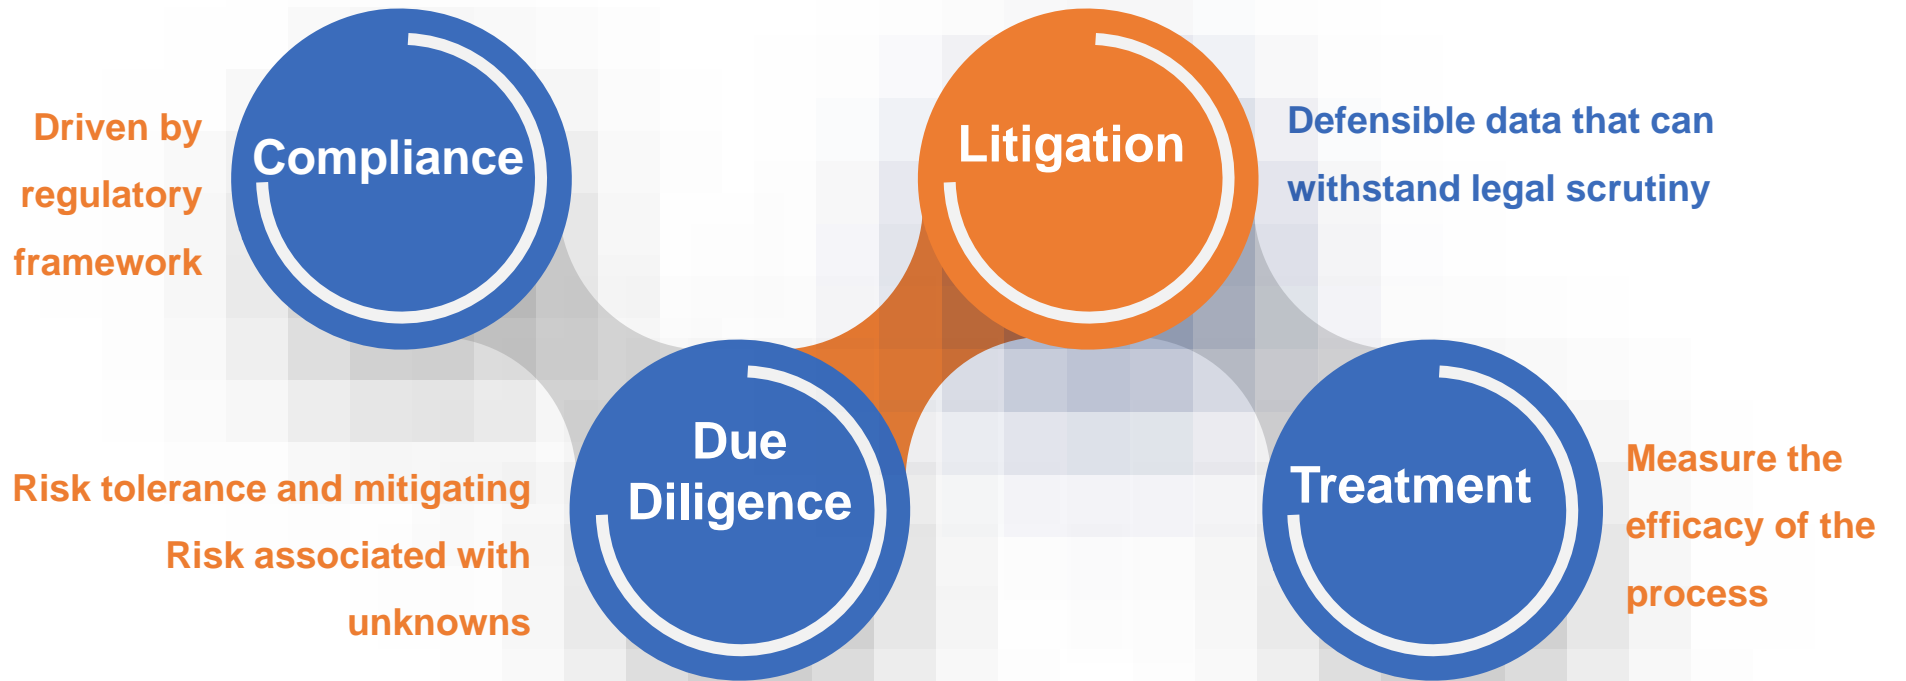 Driven by
regulatory
framework
Compliance
Litigation
Defensible data that can
withstand legal scrutiny
Risk tolerance and mitigating
Risk associated with
unknowns
Due
Diligence
Treatment
Measure the
efficacy of the
process